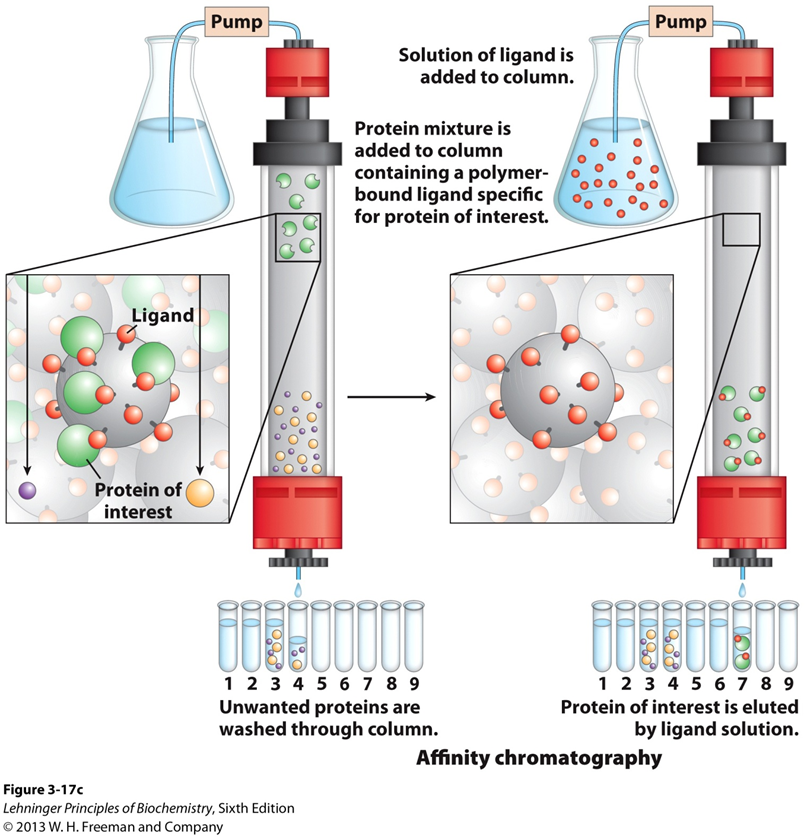 Pump
Pump
Solution of ligand is
added to column.
Protein mixture is
added to column
containing a polymer-
bound ligand specific
for protein of interest.
Ligand
Protein of
interest
1 2 3 4 5 6 7 8 9
Unwanted proteins are
washed through column.
1 2 3 4 5 6 7 8 9
Protein of interest is eluted
by ligand solution.
Affinity chromatography
Figure 3-17c
Lehninger Principles of Biochemistry, Sixth Edition
© 2013 W. H. Freeman and Company